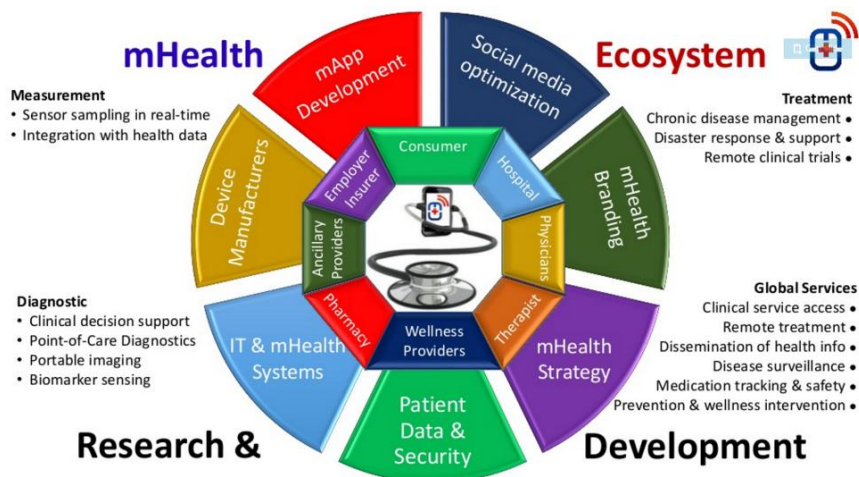 mHealth
Ecosystem
Measurement
• Sensor sampling in real-time
• Integration with health data
Treatment
Chronic disease management •
Disaster response & support •
Remote clinical trials •
mApp
Development
Social media
optimization
Device
Manufacturers
mHealth
Branding
Employer
Insurer
Consumer
Hospital
Ancillary
Providers
Physicians
Pharmacy
Wellness
Providers
Therapist
Diagnostic
• Clinical decision support
• Point-of-Care Diagnostics
• Portable imaging
• Biomarker sensing
Global Services
Clinical service access •
Remote treatment •
Dissemination of health info •
Disease surveillance •
Medication tracking & safety •
Prevention & wellness intervention •
IT & mHealth
Systems
mHealth
Strategy
Patient
Data &
Security
Research &
Development